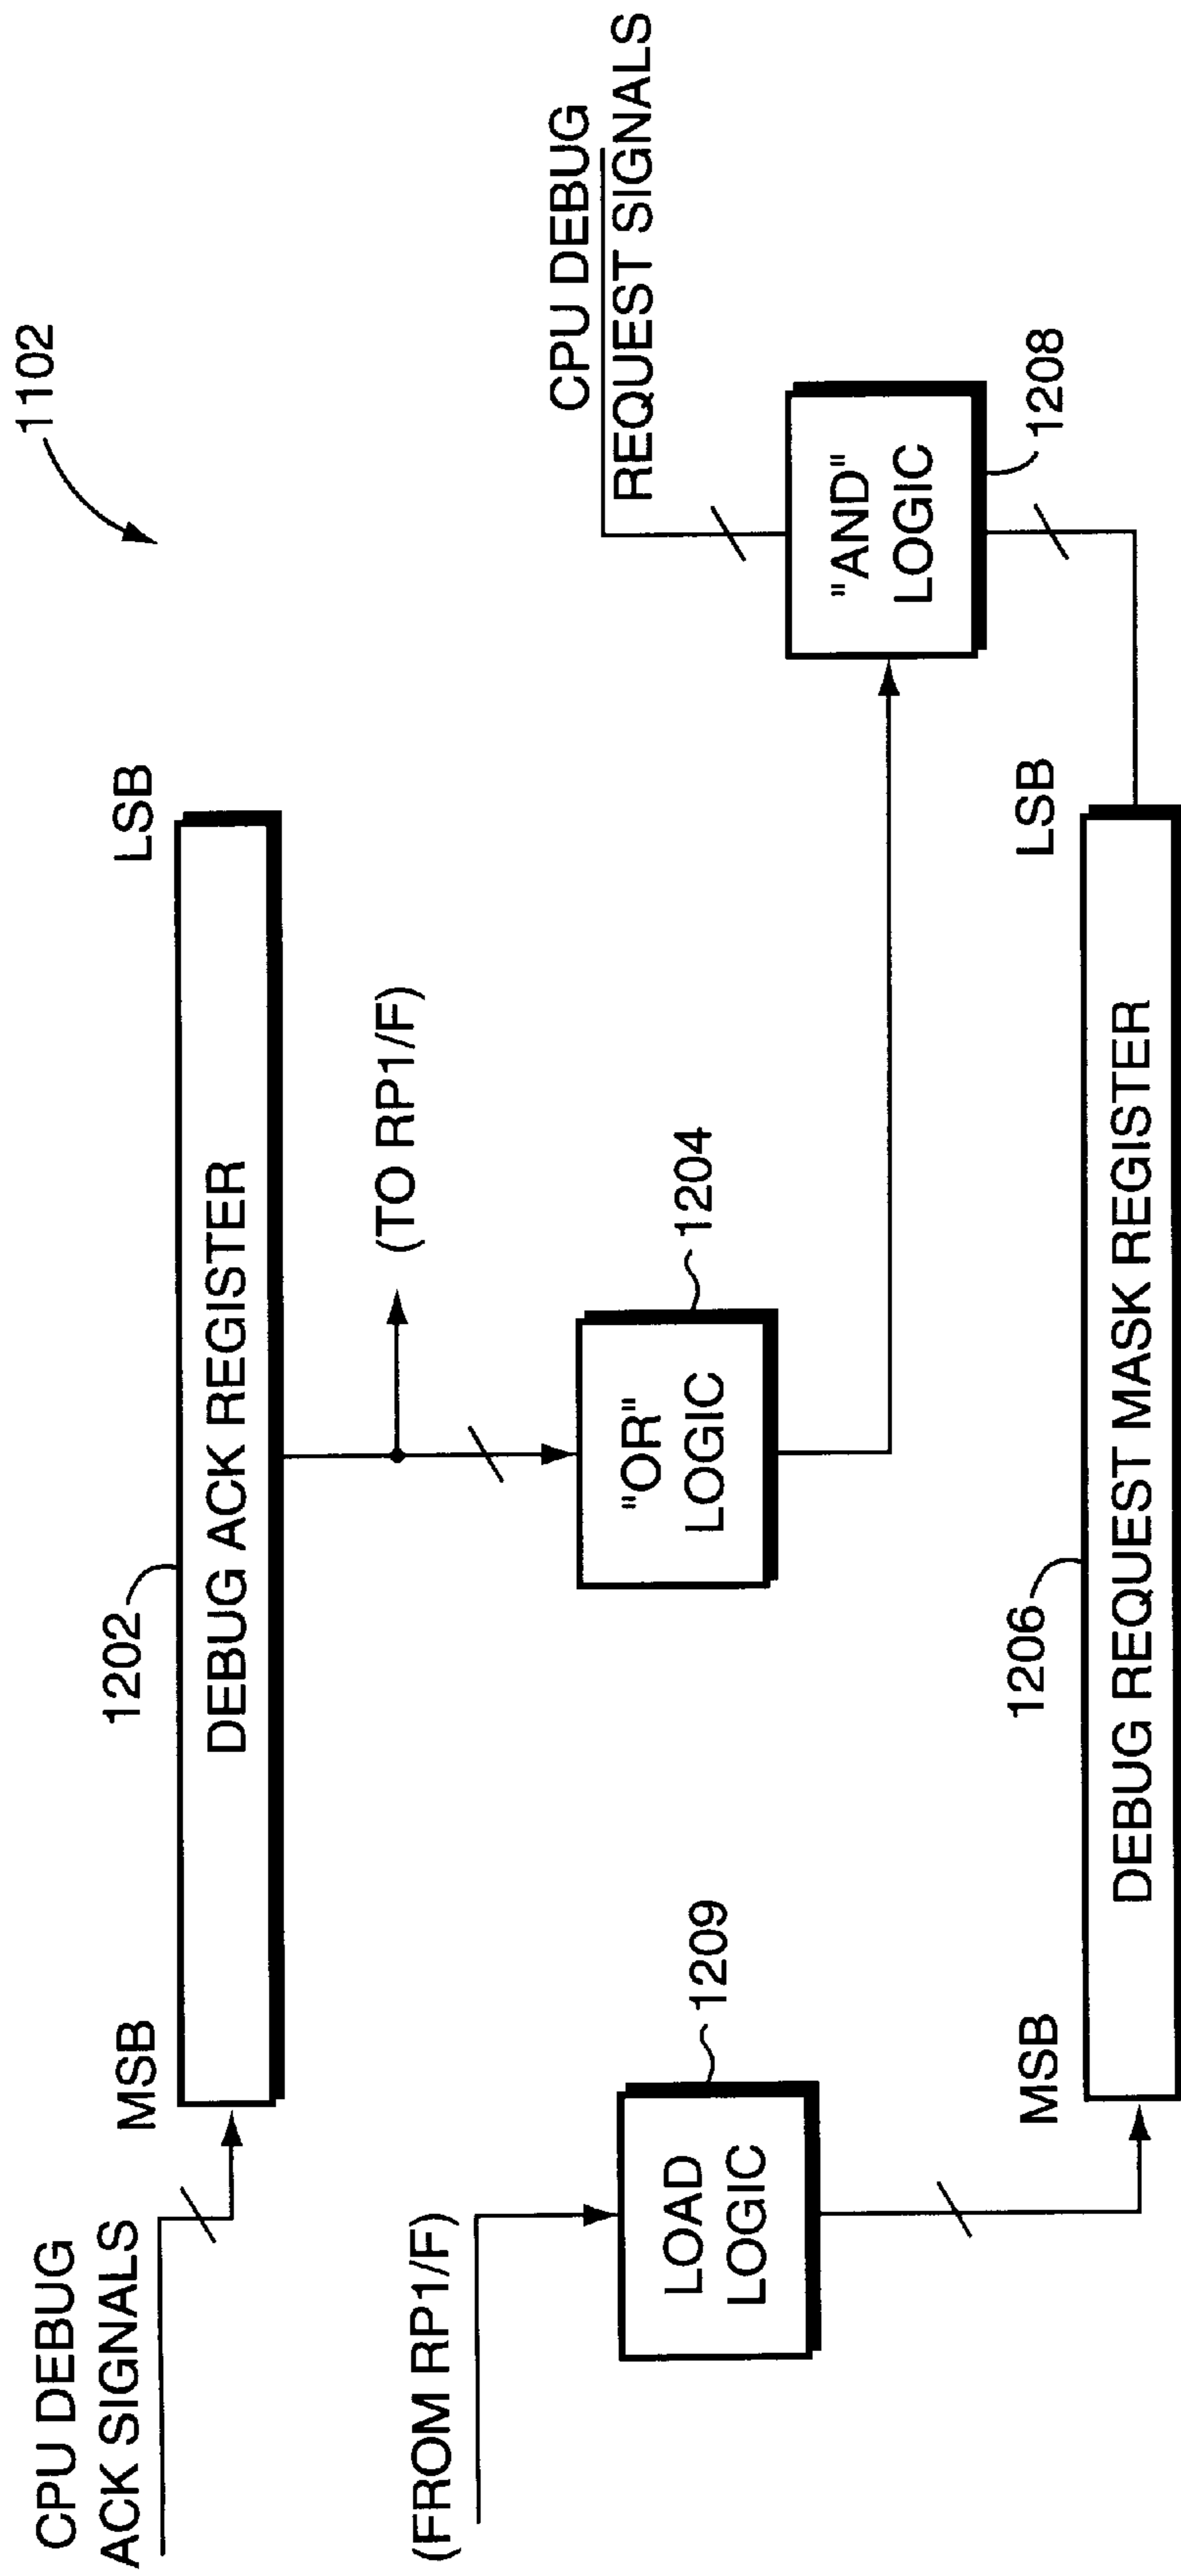 1102
CPU DEBUG
ACK SIGNALS
MSB
1202
LSB
DEBUG ACK REGISTER
(TO RP1/F)
(FROM RP1/F)
LOAD
LOGIC
1209
"OR"
LOGIC
1204
CPU DEBUG
REQUEST SIGNALS
"AND"
LOGIC
1208
MSB
1206
LSB
DEBUG REQUEST MASK REGISTER